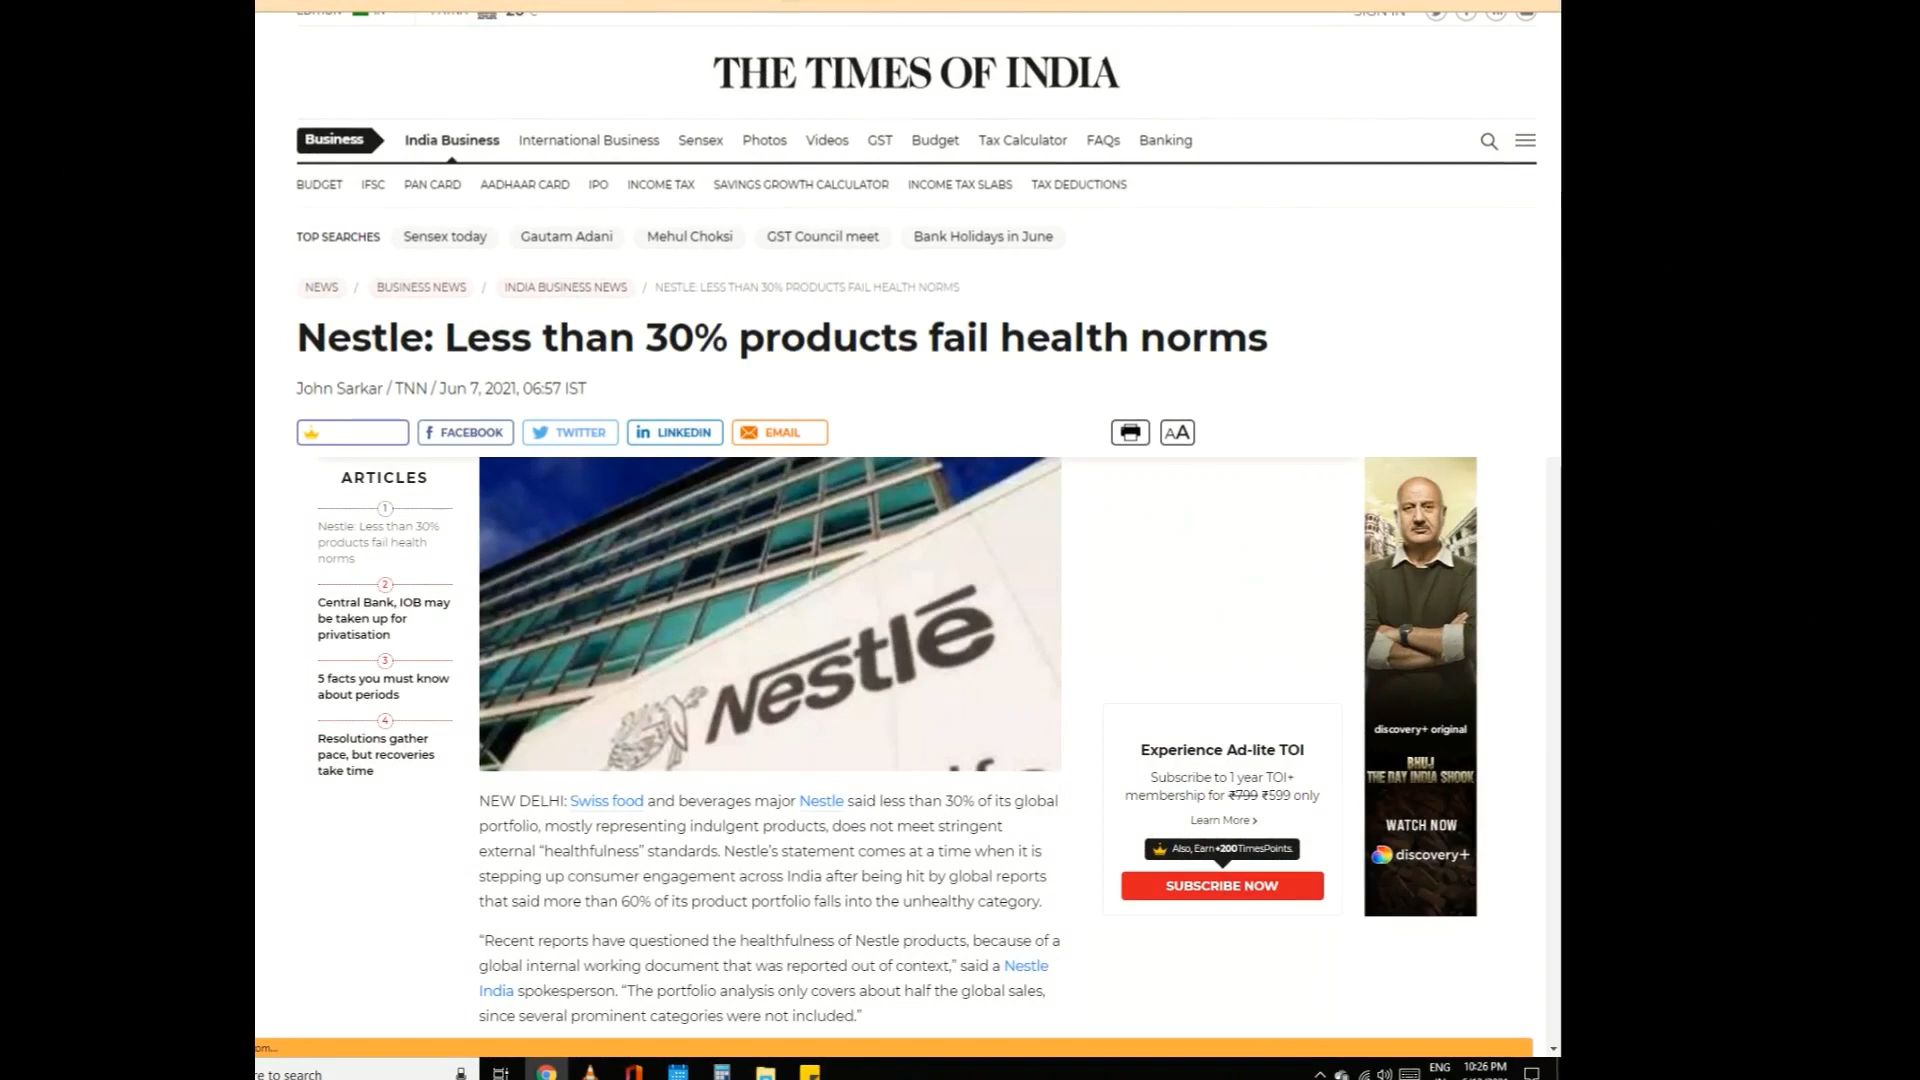 THE TIMES OF INDIA
Business India Business International Business Sensex Photos Videos GST Budget Tax Calculator FAQs Banking
BUDGET IFSC PAN CARD AADHAAR CARD IPO INCOME TAX SAVINGS GROWTH CALCULATOR INCOME TAX SLABS TAX DEDUCTIONS
TOP SEARCHES Sensex today Gautam Adani Mehul Choksi GST Council meet Bank Holidays in June
NEWS / BUSINESS NEWS / INDIA BUSINESS NEWS / NESTLE: LESS THAN 30% PRODUCTS FAIL HEALTH NORMS
Nestle: Less than 30% products fail health norms
John Sarkar / TNN / Jun 7, 2021, 06:57 IST
FACEBOOK TWITTER LINKEDIN EMAIL AA
ARTICLES
1
Nestle: Less than 30%
products fail health
norms
2
Central Bank, IOB may
be taken up for
privatisation
3
5 facts you must know
about periods
4
Resolutions gather
pace, but recoveries
take time
Nestlé
NEW DELHI: Swiss food and beverages major Nestle said less than 30% of its global
portfolio, mostly representing indulgent products, does not meet stringent
external “healthfulness” standards. Nestle’s statement comes at a time when it is
stepping up consumer engagement across India after being hit by global reports
that said more than 60% of its product portfolio falls into the unhealthy category.
“Recent reports have questioned the healthfulness of Nestle products, because of a
global internal working document that was reported out of context,” said a Nestle
India spokesperson. “The portfolio analysis only covers about half the global sales,
since several prominent categories were not included.”
Experience Ad-lite TOI
Subscribe to 1 year TOI+
membership for ₹799 ₹599 only
Learn More >
Also, Earn +200 TimesPoints.
SUBSCRIBE NOW
discovery+ original
BHUJ
THE DAY INDIA SHOOK
WATCH NOW
discovery+
re to search
ENG 10:26 PM